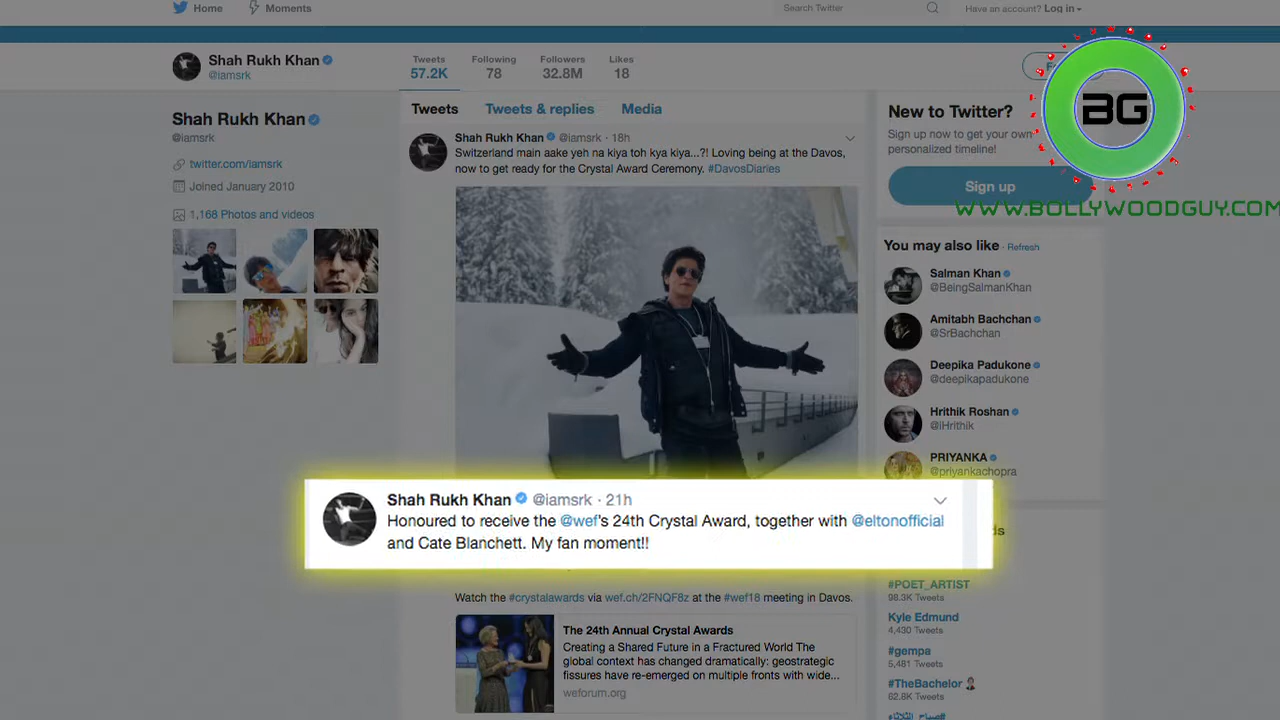 Home
Moments
Search Twitter
Have an account? Log in
Shah Rukh Khan
@iamsrk
Tweets
57.2K
Following
78
Followers
32.8M
Likes
18
BG
WWW.BOLLYWOODGUY.COM
Shah Rukh Khan
@iamsrk
twitter.com/iamsrk
Joined January 2010
1,168 Photos and videos
Tweets
Tweets & replies
Media
Shah Rukh Khan @iamsrk · 18h
Switzerland main aake yeh na kiya toh kya kiya...?! Loving being at the Davos,
now to get ready for the Crystal Award Ceremony. #DavosDiaries
Shah Rukh Khan @iamsrk · 21h
Honoured to receive the @wef's 24th Crystal Award, together with @eltonofficial
and Cate Blanchett. My fan moment!!
Watch the #crystalawards via wef.ch/2FNQF8z at the #wef18 meeting in Davos.
The 24th Annual Crystal Awards
Creating a Shared Future in a Fractured World The
global context has changed dramatically: geostrategic
fissures have re-emerged on multiple fronts with wide...
weforum.org
New to Twitter?
Sign up now to get your own
personalized timeline!
Sign up
You may also like · Refresh
Salman Khan
@BeingSalmanKhan
Amitabh Bachchan
@SrBachchan
Deepika Padukone
@deepikapadukone
Hrithik Roshan
@iHrithik
PRIYANKA
@priyankachopra
#POET_ARTIST
98.3K Tweets
Kyle Edmund
4,430 Tweets
#gempa
5,481 Tweets
#TheBachelor
62.8K Tweets